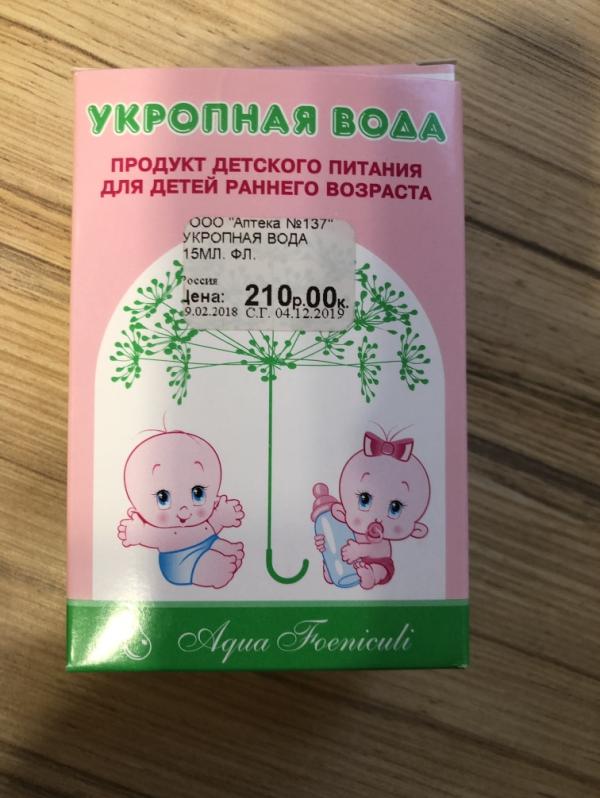 УКРОПНАЯ ВОДА
ПРОДУКТ ДЕТСКОГО ПИТАНИЯ
ДЛЯ ДЕТЕЙ РАННЕГО ВОЗРАСТА
ООО "Аптека №137"
УКРОПНАЯ ВОДА
15МЛ. ФЛ.
Россия
Цена: 210р.00к.
9.02.2018 С.Г. 04.12.2019
Aqua Foeniculi